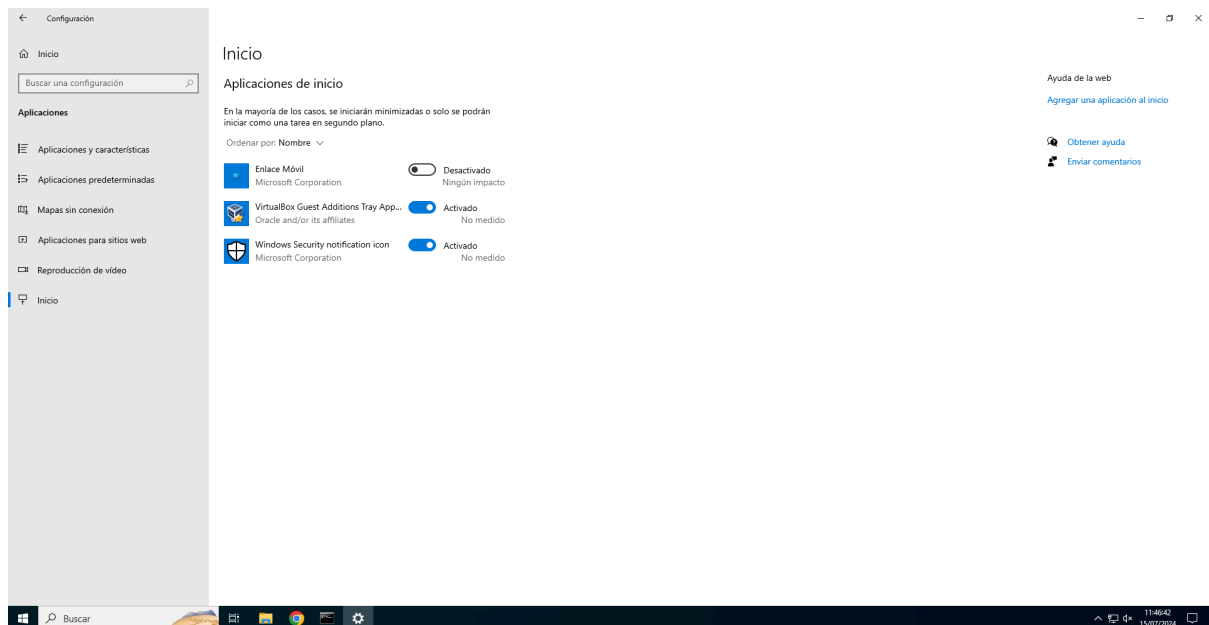 Configuración
Inicio
Buscar una configuración
Aplicaciones
Aplicaciones y características
Aplicaciones predeterminadas
Mapas sin conexión
Aplicaciones para sitios web
Reproducción de vídeo
Inicio
Inicio
Aplicaciones de inicio
En la mayoría de los casos, se iniciarán minimizadas o solo se podrán
iniciar como una tarea en segundo plano.
Ordenar por: Nombre
Enlace Móvil Desactivado
Microsoft Corporation Ningún impacto
VirtualBox Guest Additions Tray App... Activado
Oracle and/or its affiliates No medido
Windows Security notification icon Activado
Microsoft Corporation No medido
Ayuda de la web
Agregar una aplicación al inicio
Obtener ayuda
Enviar comentarios
Buscar
11:46:42
15/07/2024